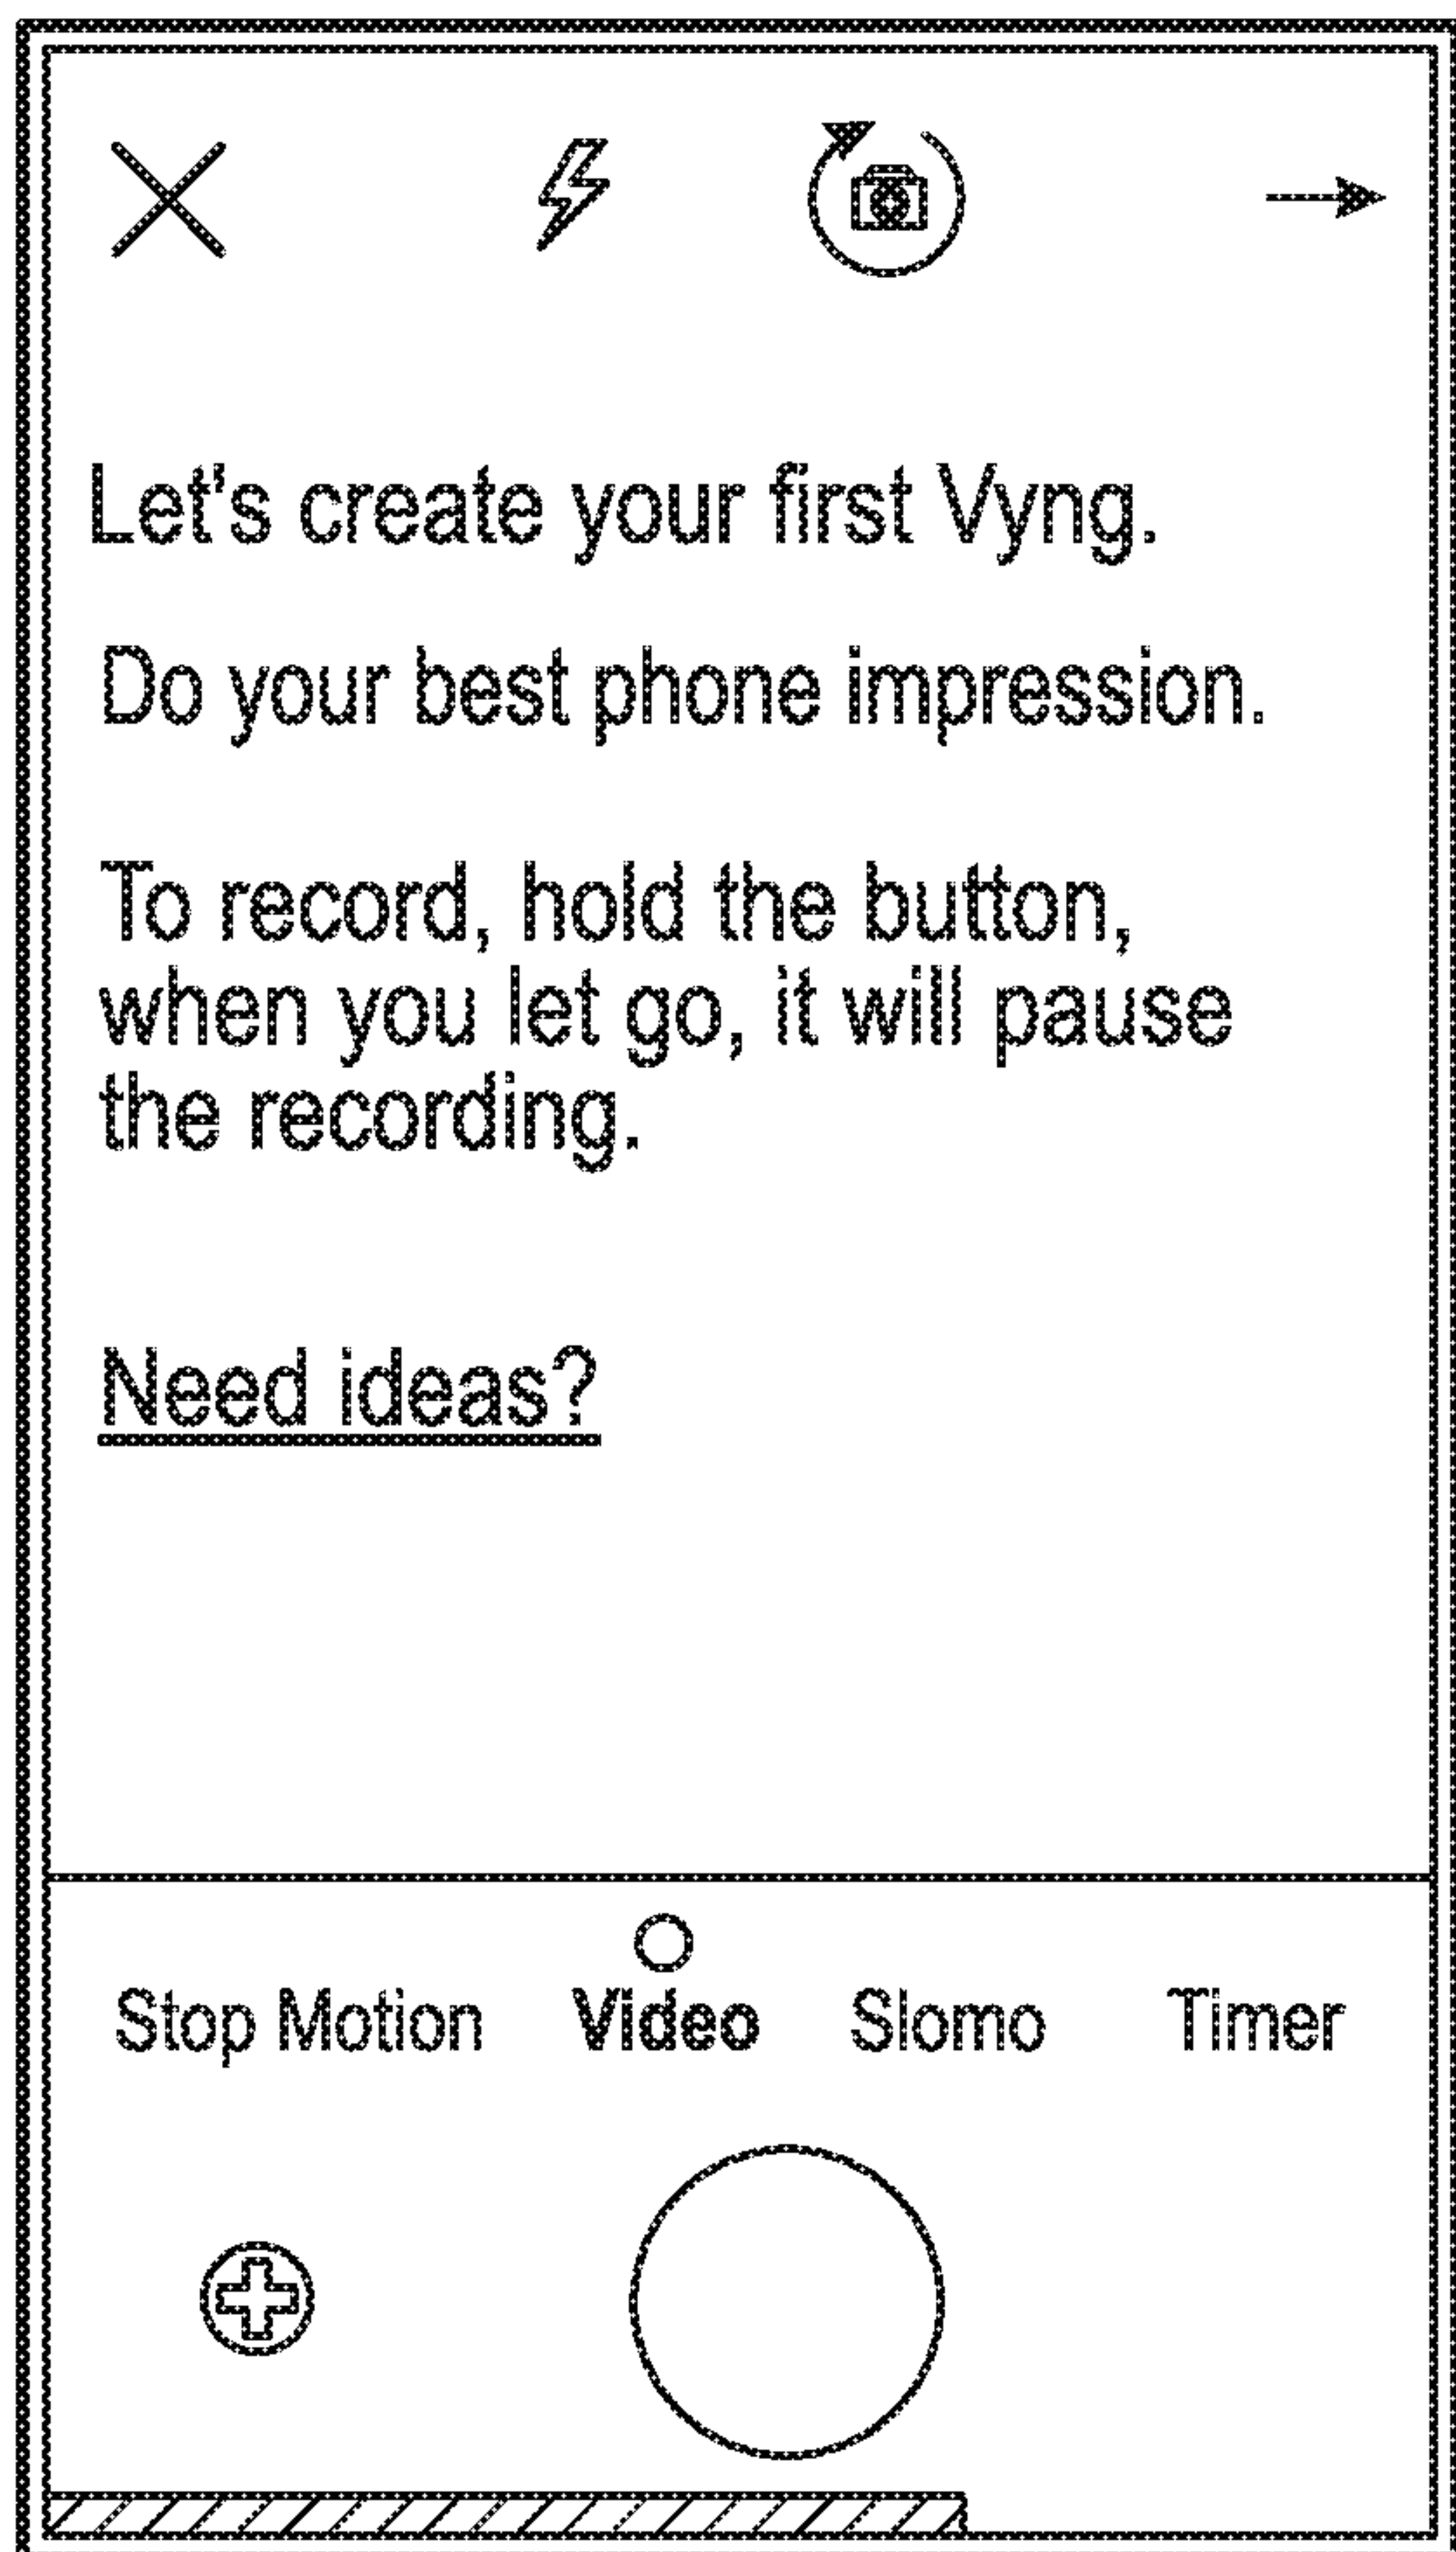 Let's create your first Vyng.
Do your best phone impression.
To record, hold the button,
when you let go, it will pause
the recording.
Need ideas?
Stop Motion Video Slomo Timer